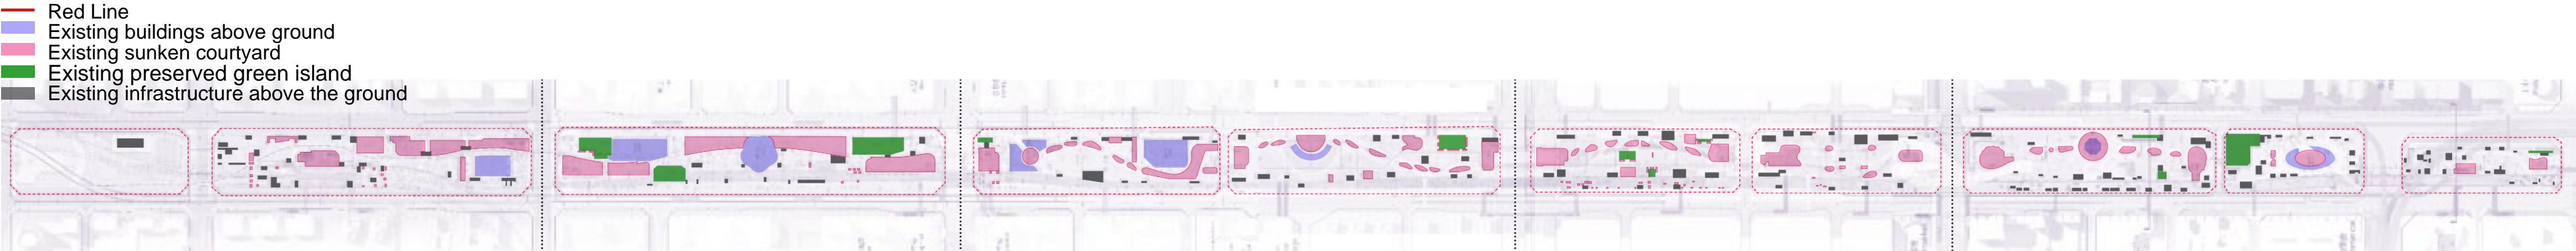 Red Line
Existing buildings above ground
Existing sunken courtyard
Existing preserved green island
Existing infrastructure above the ground